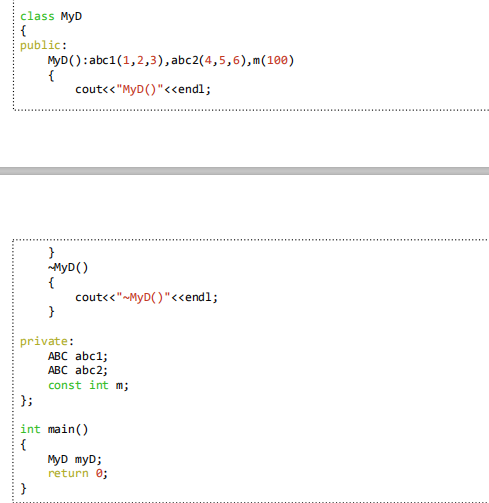 class MyD
{
public:
    MyD():abc1(1,2,3),abc2(4,5,6),m(100)
    {
        cout<<"MyD()"<<endl;
    }
    ~MyD()
    {
        cout<<"~MyD()"<<endl;
    }
private:
    ABC abc1;
    ABC abc2;
    const int m;
};
int main()
{
    MyD myD;
    return 0;
}